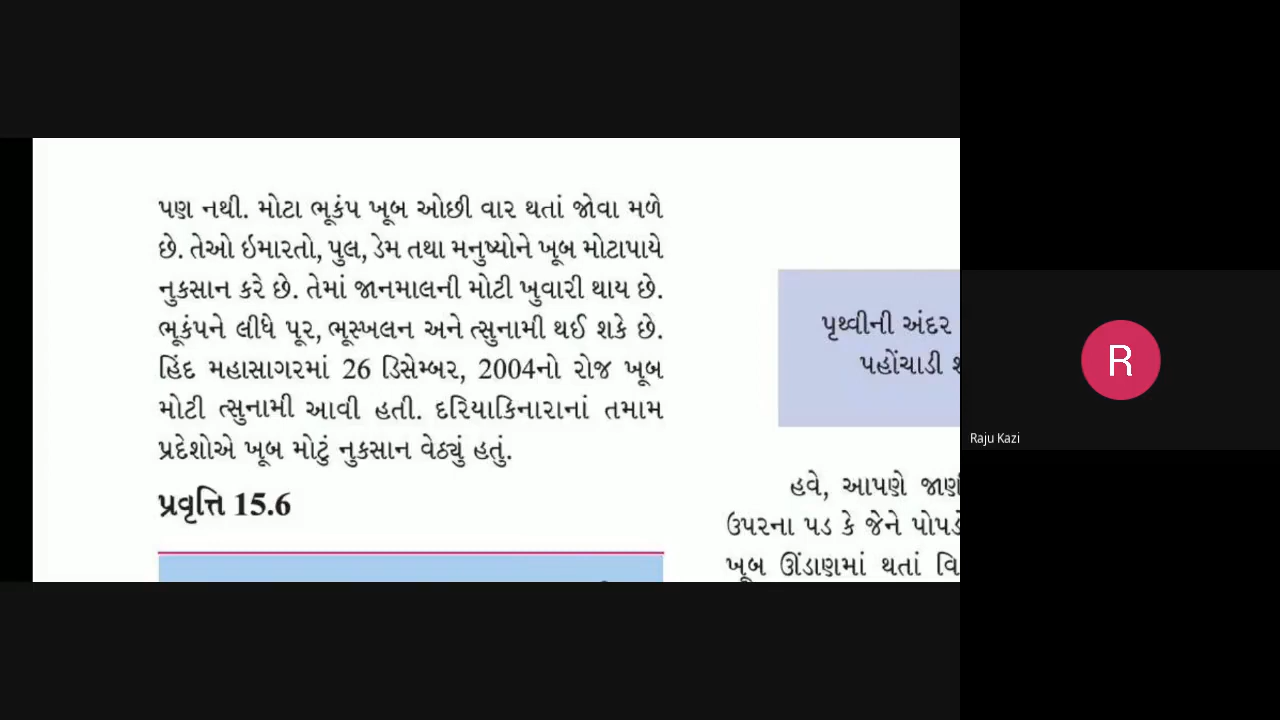 પણ નથી. મોટા ભૂકંપ ખૂબ ઓછી વાર થતાં જોવા મળે
છે. તેઓ ઇમારતો, પુલ, ડેમ તથા મનુષ્યોને ખૂબ મોટાપાયે
નુકસાન કરે છે. તેમાં જાનમાલની મોટી ખુવારી થાય છે.
ભૂકંપને લીધે પૂર, ભૂસ્ખલન અને ત્સુનામી થઈ શકે છે.
હિંદ મહાસાગરમાં 26 ડિસેમ્બર, 2004નો રોજ ખૂબ
મોટી ત્સુનામી આવી હતી. દરિયાકિનારાનાં તમામ
પ્રદેશોએ ખૂબ મોટું નુકસાન વેઠ્યું હતું.
પ્રવૃત્તિ 15.6
પૃથ્વીની અંદર
પહોંચાડી
હવે, આપણે
ઉપરના પડ કે જેને
ખૂબ ઊંડાણમાં થતાં
R
Raju Kazi